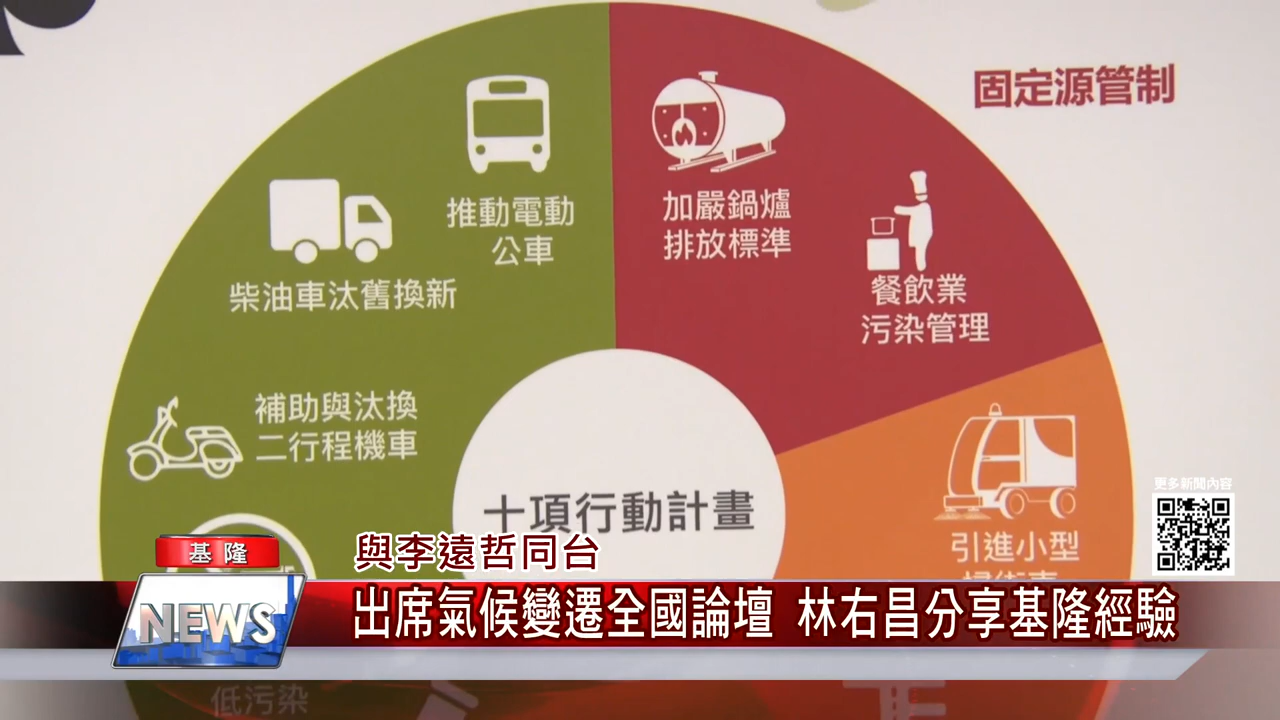 固定源管制
推動電動
公車
加嚴鍋爐
排放標準
柴油車汰舊換新
餐飲業
污染管理
補助與汰換
二行程機車
十項行動計畫
引進小型
更多新聞內容
與李遠哲同台
基隆
NEWS
出席氣候變遷全國論壇 林右昌分享基隆經驗
低污染